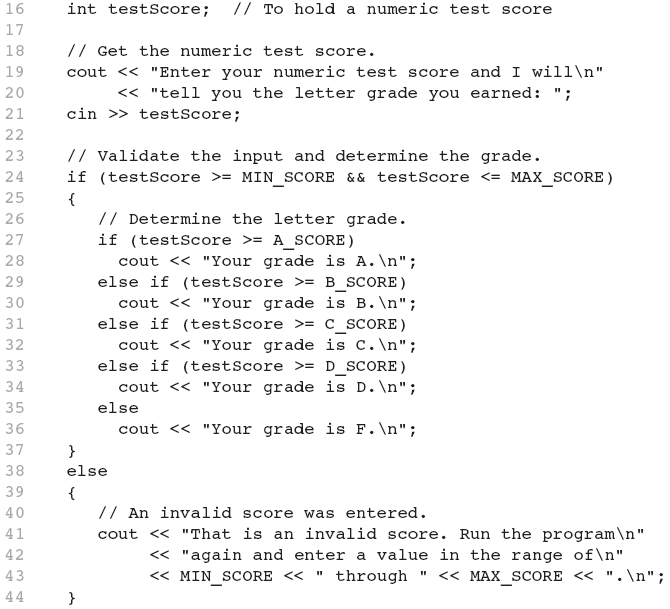 16    int testScore;  // To hold a numeric test score
17
18    // Get the numeric test score.
19    cout << "Enter your numeric test score and I will\n"
20         << "tell you the letter grade you earned: ";
21    cin >> testScore;
22
23    // Validate the input and determine the grade.
24    if (testScore >= MIN_SCORE && testScore <= MAX_SCORE)
25    {
26       // Determine the letter grade.
27       if (testScore >= A_SCORE)
28         cout << "Your grade is A.\n";
29       else if (testScore >= B_SCORE)
30         cout << "Your grade is B.\n";
31       else if (testScore >= C_SCORE)
32         cout << "Your grade is C.\n";
33       else if (testScore >= D_SCORE)
34         cout << "Your grade is D.\n";
35       else
36         cout << "Your grade is F.\n";
37    }
38    else
39    {
40       // An invalid score was entered.
41       cout << "That is an invalid score. Run the program\n"
42            << "again and enter a value in the range of\n"
43            << MIN_SCORE << " through " << MAX_SCORE << ".\n";
44    }